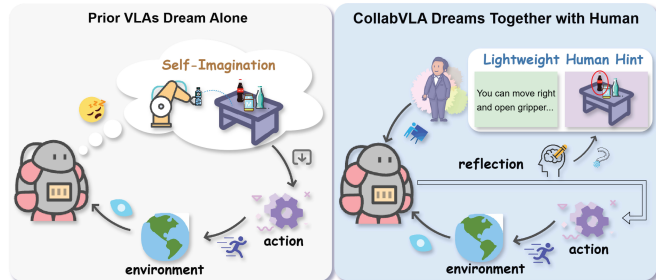 Prior VLAs Dream Alone
Self-Imagination
action
environment
CollabVLA Dreams Together with Human
Lightweight Human Hint
You can move right
and open gripper...
reflection
action
environment